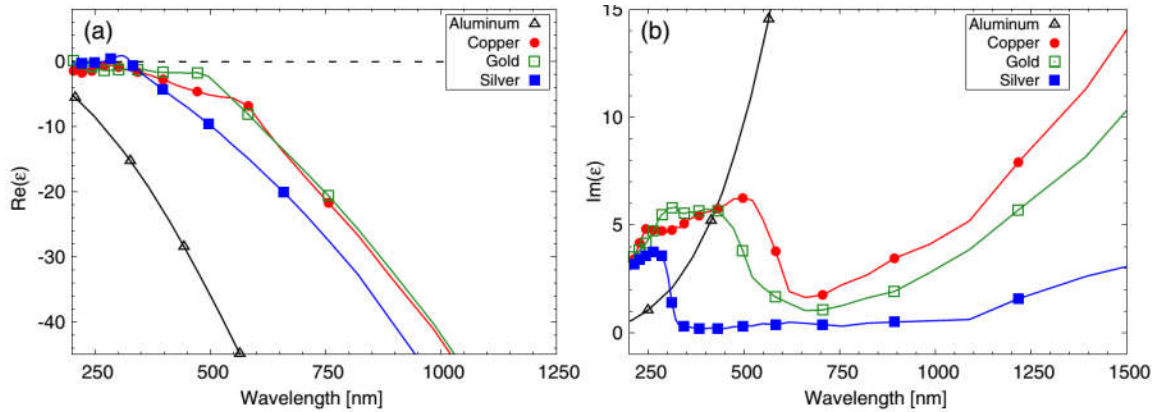 (a)
Aluminum
Copper
Gold
Silver
0
-10
-20
-30
-40
Re(ε)
250 500 750 1000 1250
Wavelength [nm]
(b)
Aluminum
Copper
Gold
Silver
15
10
5
0
Im(ε)
250 500 750 1000 1250 1500
Wavelength [nm]